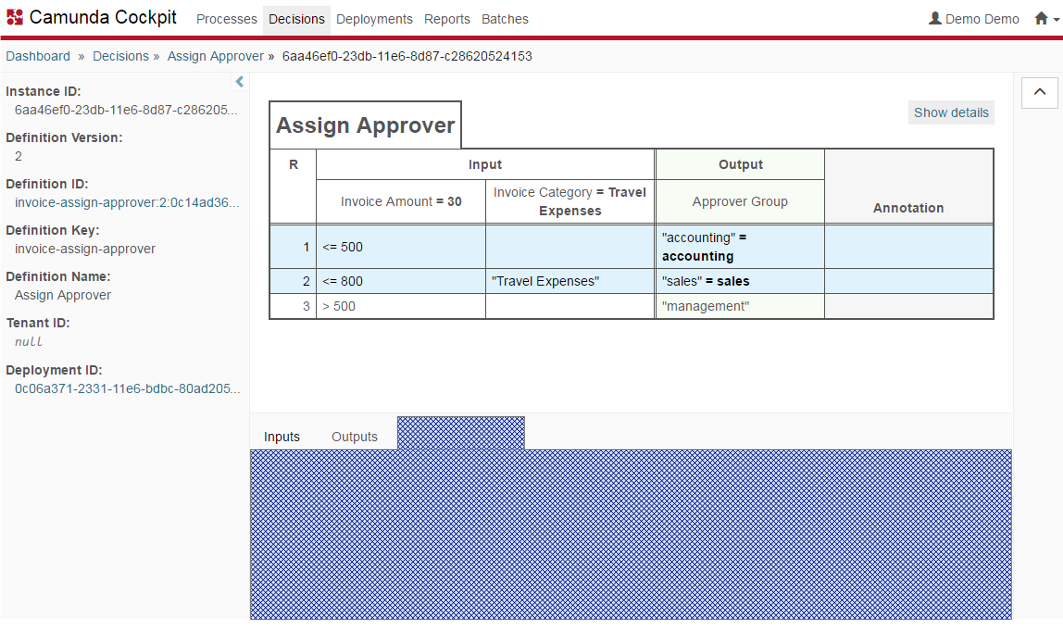 Camunda Cockpit Processes Decisions Deployments Reports Batches Demo Demo
Dashboard » Decisions » Assign Approver » 6aa46ef0-23db-11e6-8d87-c28620524153
Instance ID:
6aa46ef0-23db-11e6-8d87-c286205...
Definition Version:
2
Definition ID:
invoice-assign-approver:2:0c14ad36...
Definition Key:
invoice-assign-approver
Definition Name:
Assign Approver
Tenant ID:
null
Deployment ID:
0c06a371-2331-11e6-bdbc-80ad205...
Assign Approver
Show details
R Input Output
Invoice Amount = 30 Invoice Category = Travel
Expenses Approver Group Annotation
1 <= 500 "accounting" =
accounting
2 <= 800 "Travel Expenses" "sales" = sales
3 > 500 "management"
Inputs Outputs